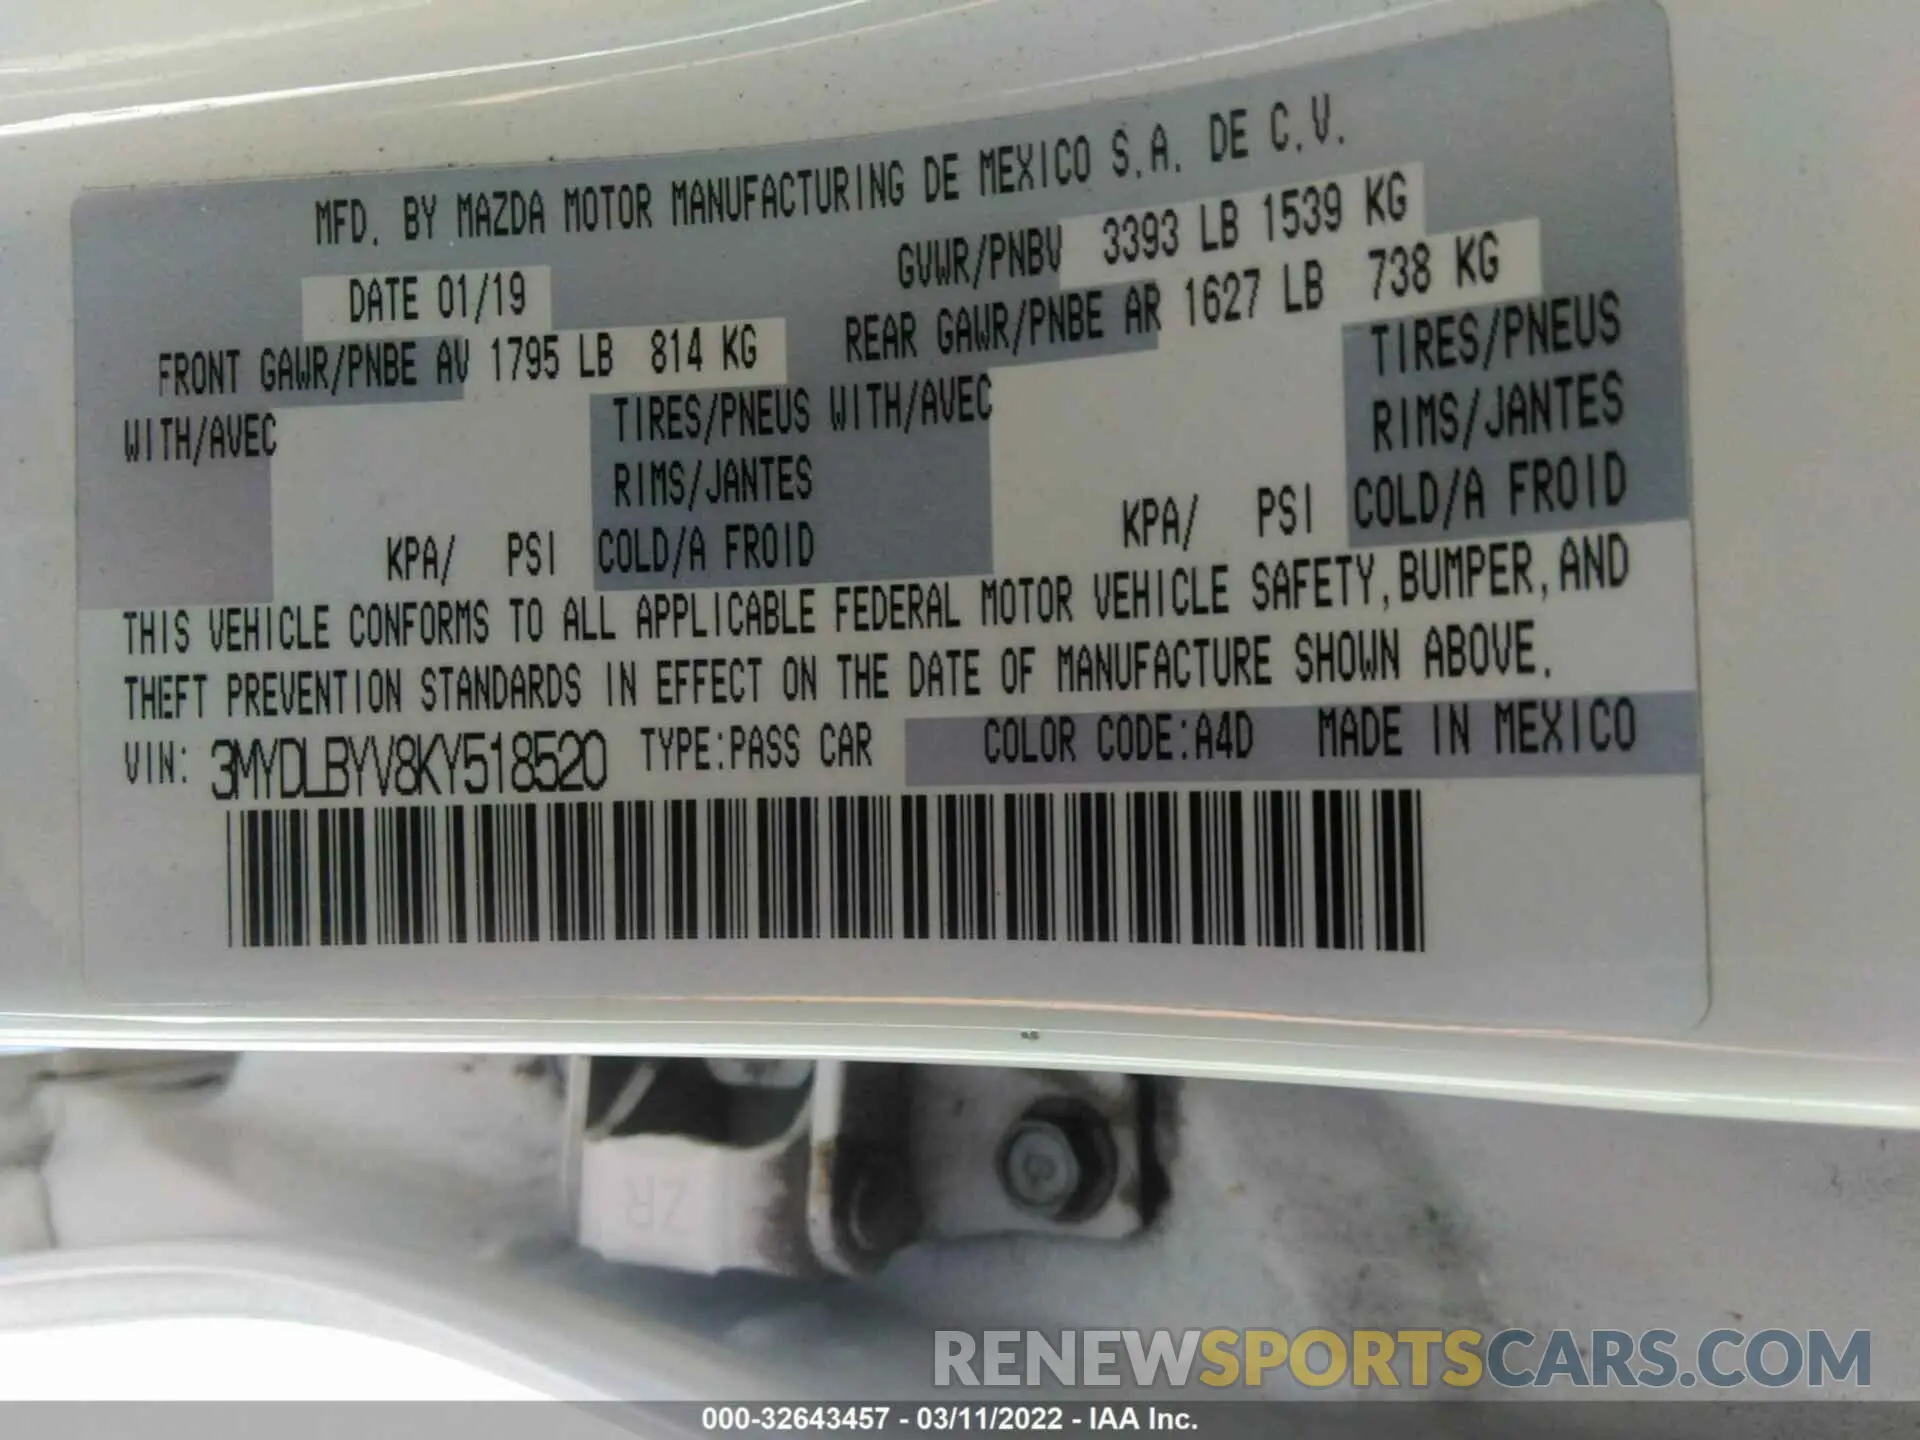 MFD. BY MAZDA MOTOR MANUFACTURING DE MEXICO S.A. DE C.V.
DATE 01/19 GVWR/PNBV 3393 LB 1539 KG
FRONT GAWR/PNBE AV 1795 LB 814 KG REAR GAWR/PNBE AR 1627 LB 738 KG
WITH/AVEC TIRES/PNEUS WITH/AVEC TIRES/PNEUS
RIMS/JANTES RIMS/JANTES
KPA/ PSI COLD/A FROID KPA/ PSI COLD/A FROID
THIS VEHICLE CONFORMS TO ALL APPLICABLE FEDERAL MOTOR VEHICLE SAFETY, BUMPER, AND
THEFT PREVENTION STANDARDS IN EFFECT ON THE DATE OF MANUFACTURE SHOWN ABOVE.
VIN: 3MYDLBYV8KY518520 TYPE:PASS CAR COLOR CODE:A4D MADE IN MEXICO
ZR
RENEWSPORTSCARS.COM
000-32643457 - 03/11/2022 - IAA Inc.